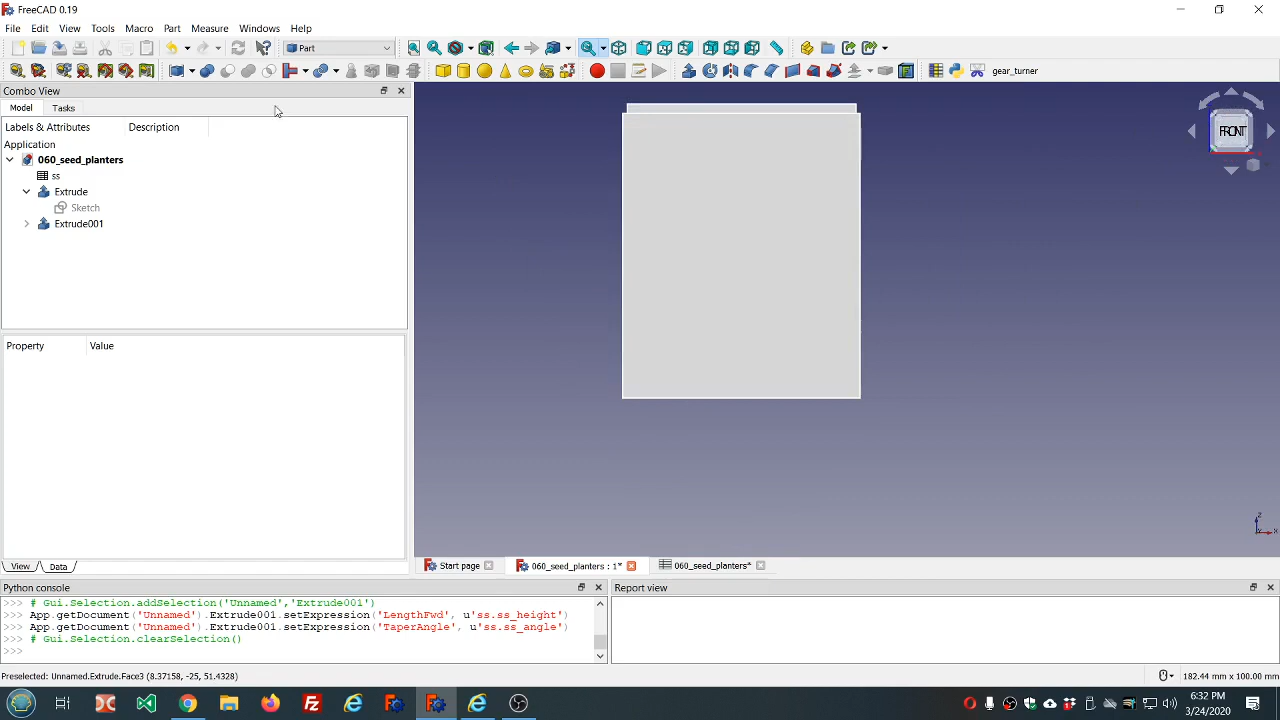 FreeCAD 0.19
File Edit View Tools Macro Part Measure Windows Help
Part
gear_turner
Combo View
Model Tasks
Labels & Attributes Description
Application
060_seed_planters
ss
Extrude
Sketch
Extrude001
FRONT
Property Value
View Data
Start page 060_seed_planters : 1* 060_seed_planters*
Python console
Report view
>>> # Gui.Selection.addSelection('Unnamed','Extrude001')
>>> App.getDocument('Unnamed').Extrude001.setExpression('LengthFwd', u'ss.ss_height')
>>> App.getDocument('Unnamed').Extrude001.setExpression('TaperAngle', u'ss.ss_angle')
>>> # Gui.Selection.clearSelection()
>>>
Preselected: Unnamed.Extrude.Face3 (8.37158, -25, 51.4328)
182.44 mm x 100.00 mm
6:32 PM
3/24/2020